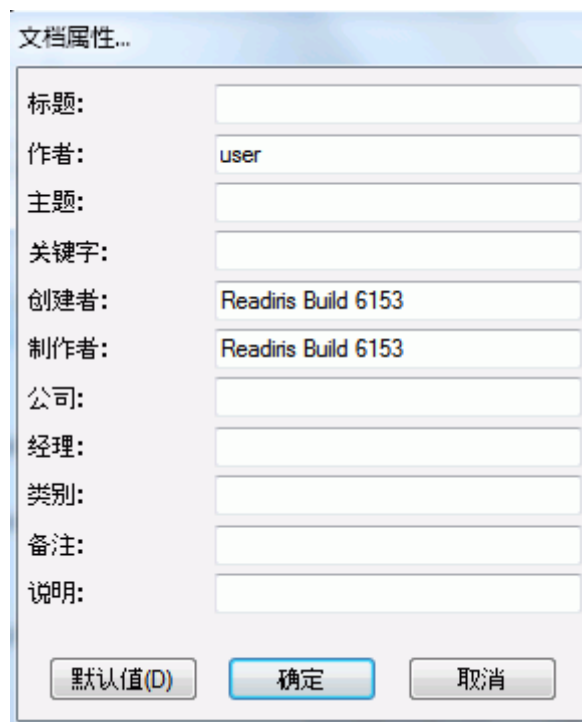 文档属性...
标题:
作者: user
主题:
关键字:
创建者: Readiris Build 6153
制作者: Readiris Build 6153
公司:
经理:
类别:
备注:
说明:
默认值(D) 确定 取消